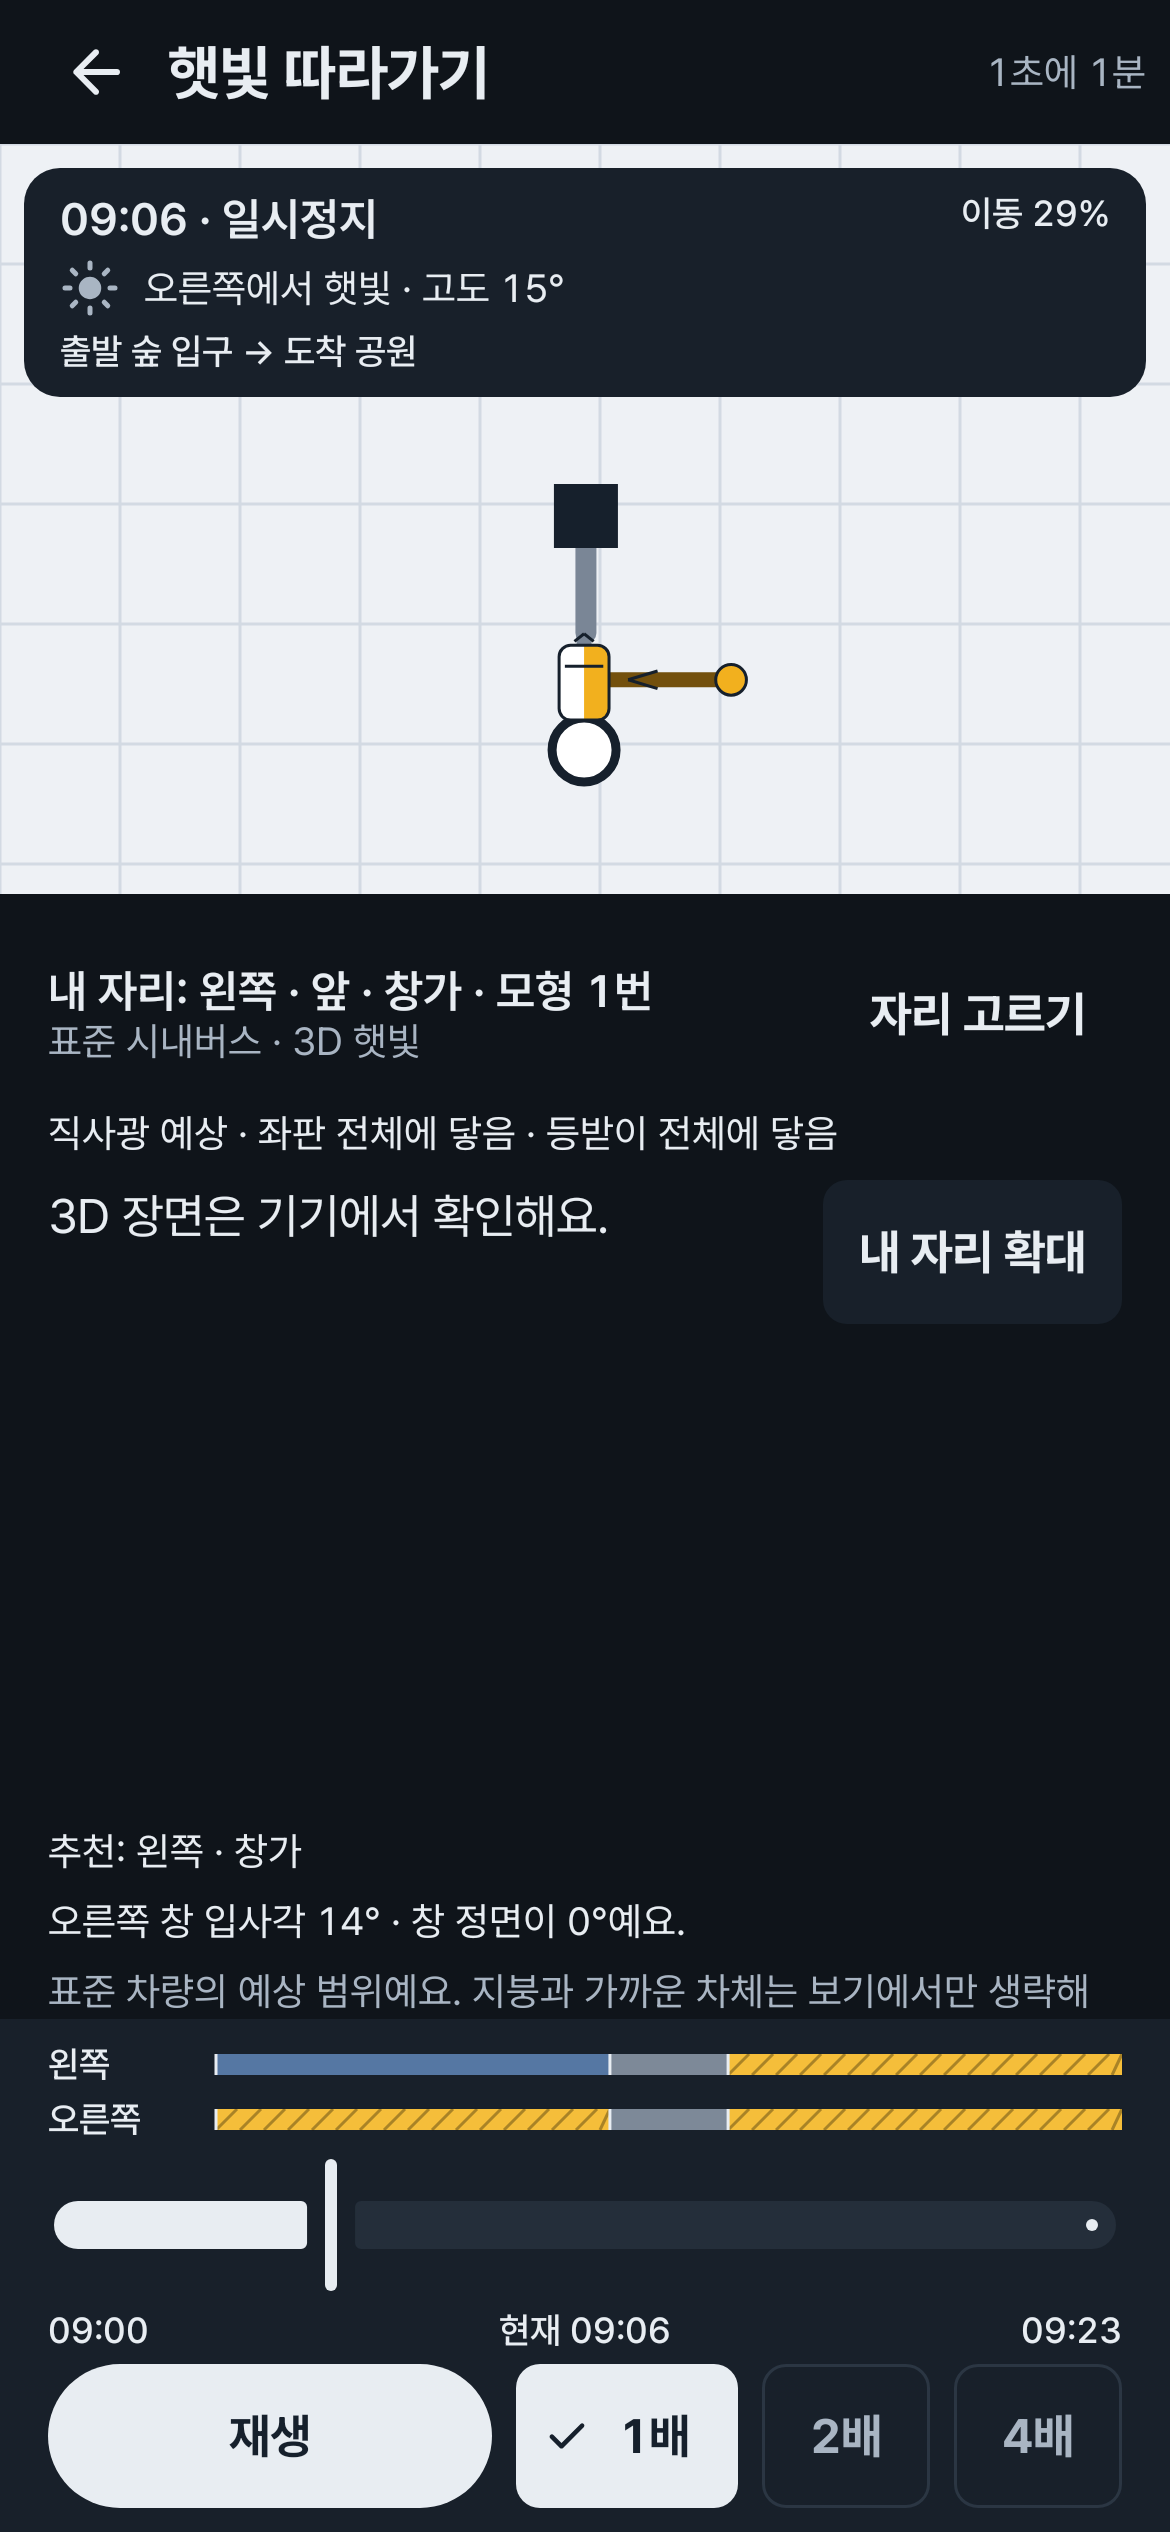 햇빛 따라가기
1초에 1분
09:06 · 일시정지
이동 29%
오른쪽에서 햇빛 · 고도 15°
출발 숲 입구 → 도착 공원
내 자리: 왼쪽 · 앞 · 창가 · 모형 1번
자리 고르기
표준 시내버스 · 3D 햇빛
직사광 예상 · 좌판 전체에 닿음 · 등받이 전체에 닿음
3D 장면은 기기에서 확인해요.
내 자리 확대
추천: 왼쪽 · 창가
오른쪽 창 입사각 14° · 창 정면이 0°예요.
표준 차량의 예상 범위예요. 지붕과 가까운 차체는 보기에서만 생략해
왼쪽
오른쪽
09:00
현재 09:06
09:23
재생
1배
2배
4배